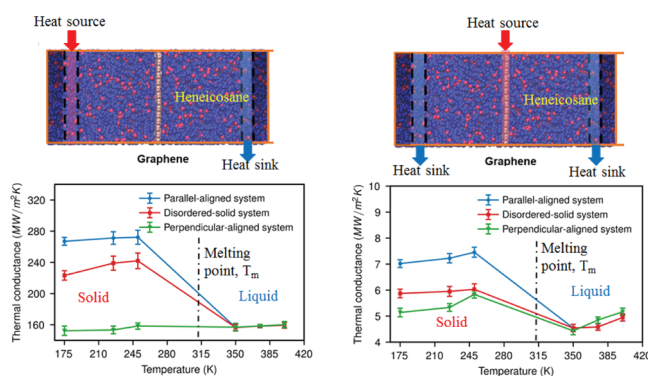 Heat source
Heneicosane
Graphene
Heat sink
Thermal conductance (MW/m²K)
320
280
240
200
160
Parallel-aligned system
Disordered-solid system
Perpendicular-aligned system
Melting
point, Tm
Solid
Liquid
175 210 245 280 315 350 385 420
Temperature (K)
Heat source
Heneicosane
Graphene
Heat sink
Heat sink
Thermal conductance (MW/m²K)
10
9
8
7
6
5
4
Parallel-aligned system
Disordered-solid system
Perpendicular-aligned system
Melting
point, Tm
Liquid
Solid
175 210 245 280 315 350 385 420
Temperature (K)